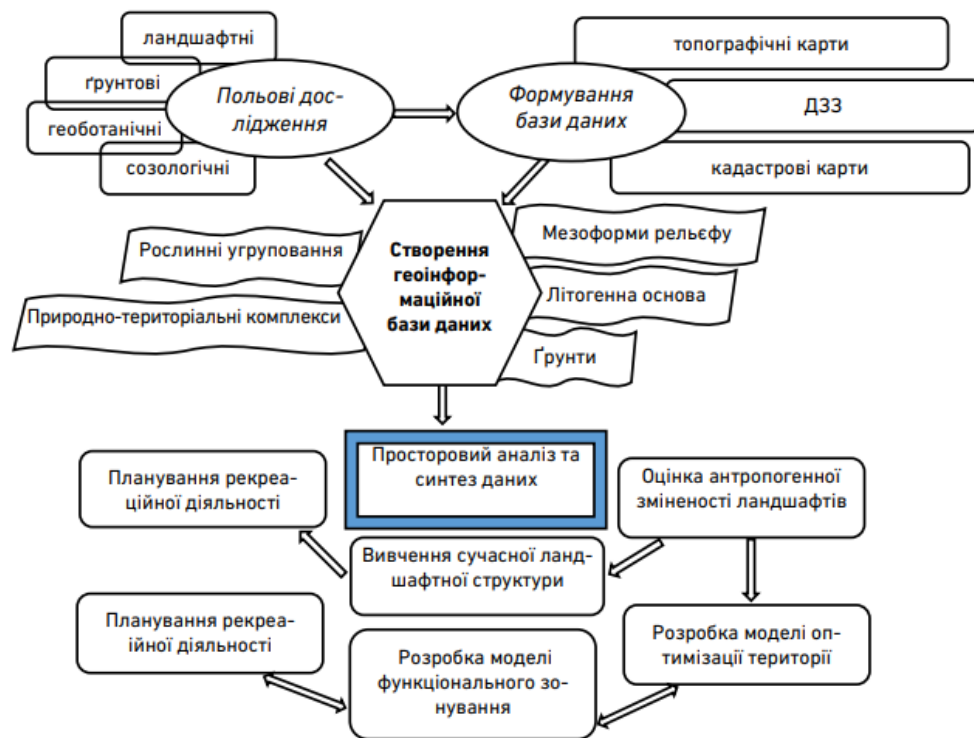 ландшафтні
ґрунтові
геоботанічні
созологічні
Польові дос-
лідження
Формування
бази даних
топографічні карти
ДЗЗ
кадастрові карти
Рослинні угруповання
Природно-територіальні комплекси
Створення
геоінфор-
маційної
бази даних
Мезоформи рельєфу
Літогенна основа
Ґрунти
Просторовий аналіз та
синтез даних
Планування рекреа-
ційної діяльності
Оцінка антропогенної
зміненості ландшафтів
Вивчення сучасної ланд-
шафтної структури
Планування рекреа-
ійної діяльності
Розробка моделі
функціонального зо-
нування
Розробка моделі оп-
тимізації території